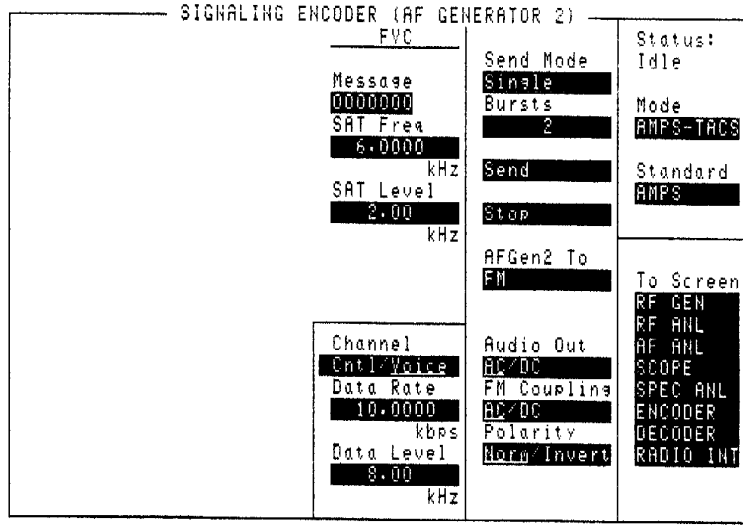 SIGNALING ENCODER (AF GENERATOR 2)
FVC
Message
0000000
SAT Freq
6.0000
kHz
SAT Level
2.00
kHz
Channel
Cntl/Voice
Data Rate
10.0000
kbps
Data Level
8.00
kHz
Send Mode
Single
Bursts
2
Send
Stop
AFGen2 To
FM
Audio Out
AC/DC
FM Coupling
AC/DC
Polarity
Norm/Invert
Status:
Idle
Mode
AMPS-TACS
Standard
AMPS
To Screen
RF GEN
RF ANL
AF ANL
SCOPE
SPEC ANL
ENCODER
DECODER
RADIO INT